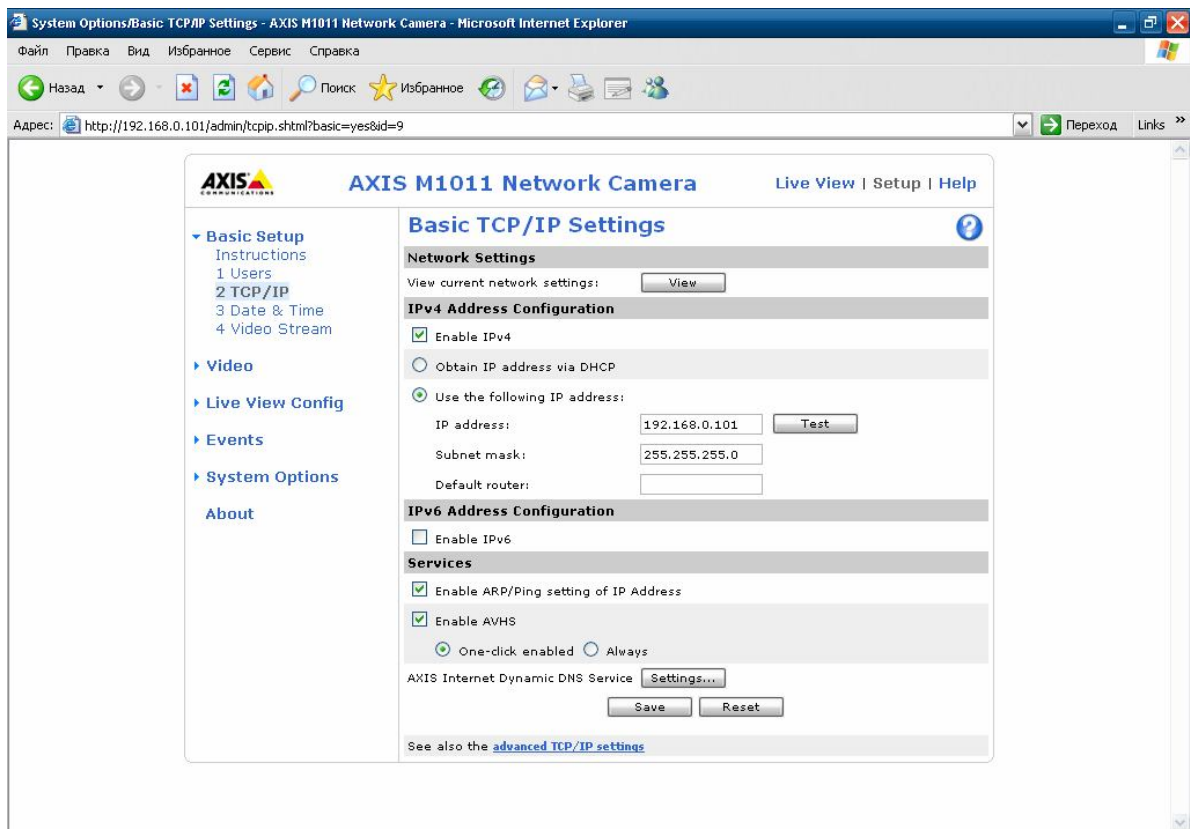 System Options/Basic TCP/IP Settings - AXIS M1011 Network Camera - Microsoft Internet Explorer
Файл Правка Вид Избранное Сервис Справка
Назад Поиск Избранное
Адрес: http://192.168.0.101/admin/tcpip.shtml?basic=yes&id=9 Переход Links »
AXIS COMMUNICATIONS
AXIS M1011 Network Camera
Live View | Setup | Help
Basic Setup
Instructions
1 Users
2 TCP/IP
3 Date & Time
4 Video Stream
Video
Live View Config
Events
System Options
About
Basic TCP/IP Settings ?
Network Settings
View current network settings: View
IPv4 Address Configuration
Enable IPv4
Obtain IP address via DHCP
Use the following IP address:
IP address: 192.168.0.101 Test
Subnet mask: 255.255.255.0
Default router:
IPv6 Address Configuration
Enable IPv6
Services
Enable ARP/Ping setting of IP Address
Enable AVHS
One-click enabled Always
AXIS Internet Dynamic DNS Service Settings...
Save Reset
See also the advanced TCP/IP settings